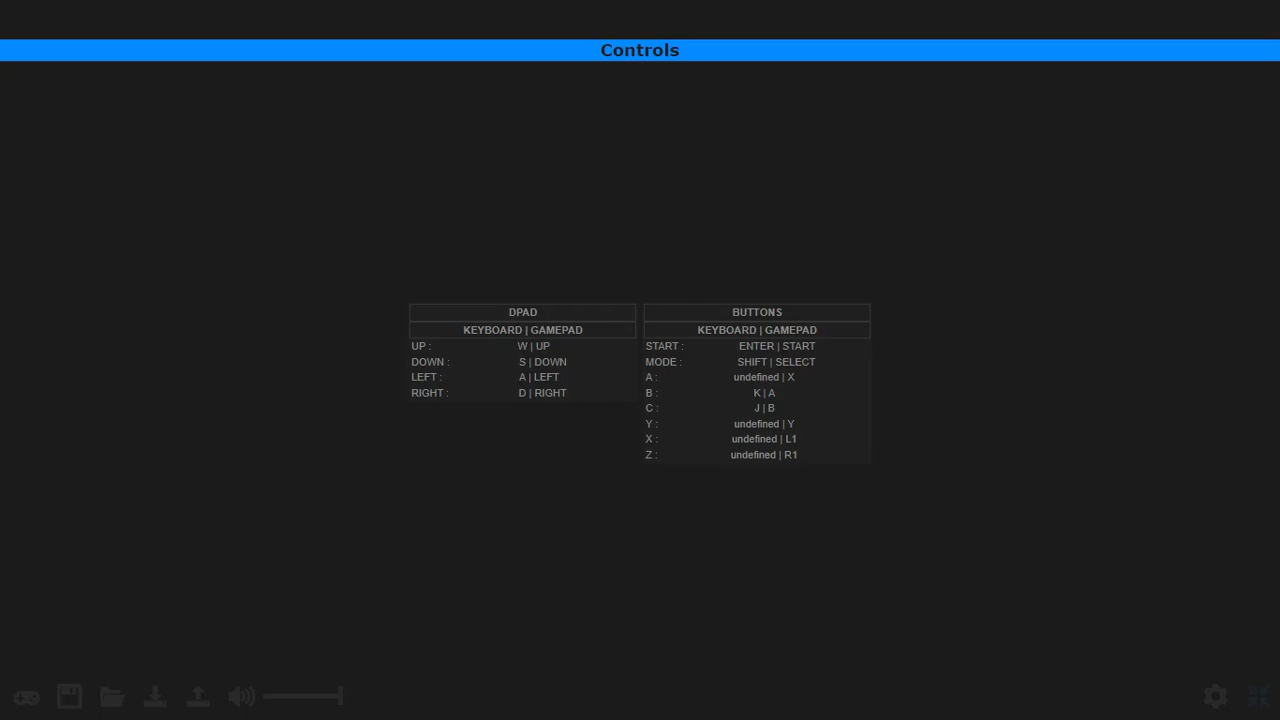 Controls
DPAD
KEYBOARD | GAMEPAD
UP : W | UP
DOWN : S | DOWN
LEFT : A | LEFT
RIGHT : D | RIGHT
BUTTONS
KEYBOARD | GAMEPAD
START : ENTER | START
MODE : SHIFT | SELECT
A : undefined | X
B : K | A
C : J | B
Y : undefined | Y
X : undefined | L1
Z : undefined | R1